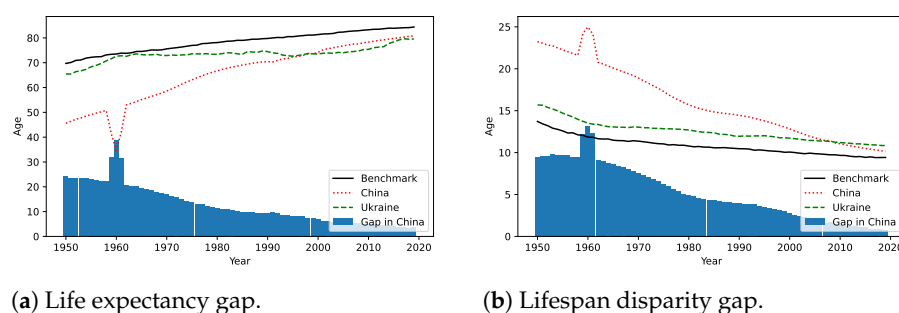 80
70
60
50
40
30
20
10
0
Age
1950
1960
1970
1980
1990
2000
2010
2020
Year
Benchmark
China
Ukraine
Gap in China
(a) Life expectancy gap.
25
20
15
10
5
0
Age
1950
1960
1970
1980
1990
2000
2010
2020
Year
Benchmark
China
Ukraine
Gap in China
(b) Lifespan disparity gap.